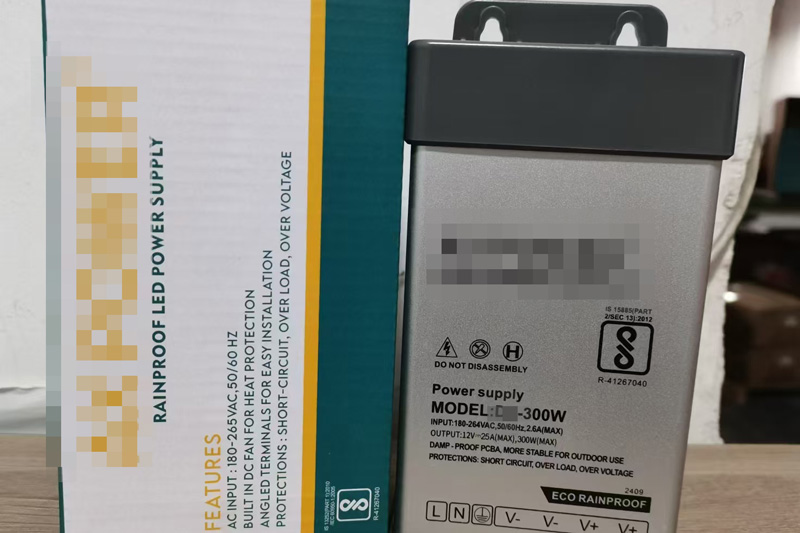 RAINPROOF LED POWER SUPPLY
FEATURES
AC INPUT : 180-265VAC,50/60 HZ
BUILT IN DC FAN FOR HEAT PROTECTION
ANGLED TERMINALS FOR EASY INSTALLATION
PROTECTIONS : SHORT-CIRCUIT, OVER LOAD, OVER VOLTAGE
R-41267040
IS 15885(PART
2/SEC 13):2012
R-41267040
DO NOT DISASSEMBLY
Power supply
MODEL: -300W
INPUT:180-264VAC,50/60Hz,2.6A(MAX)
OUTPUT:12V⎓25A(MAX),300W(MAX)
DAMP - PROOF PCBA, MORE STABLE FOR OUTDOOR USE
PROTECTIONS: SHORT CIRCUIT, OVER LOAD, OVER VOLTAGE
2409
ECO RAINPROOF
L N V- V- V+ V+